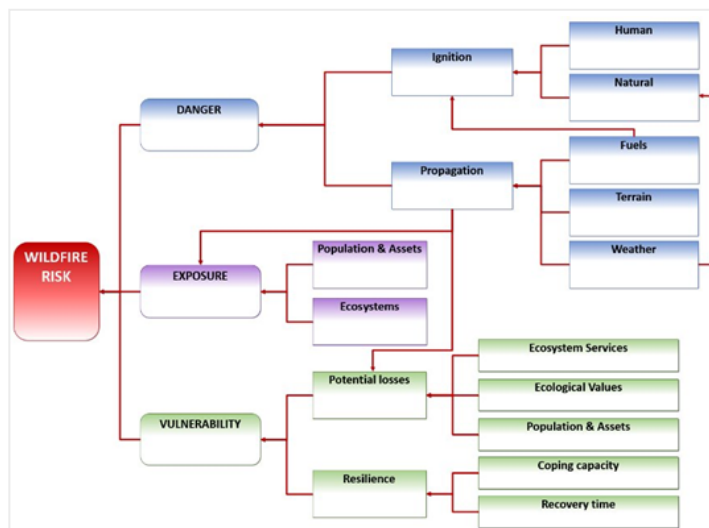 Human
Ignition
Natural
DANGER
Fuels
Propagation
Terrain
Weather
WILDFIRE
RISK
EXPOSURE
Population & Assets
Ecosystems
Ecosystem Services
Potential losses
Ecological Values
VULNERABILITY
Population & Assets
Coping capacity
Resilience
Recovery time